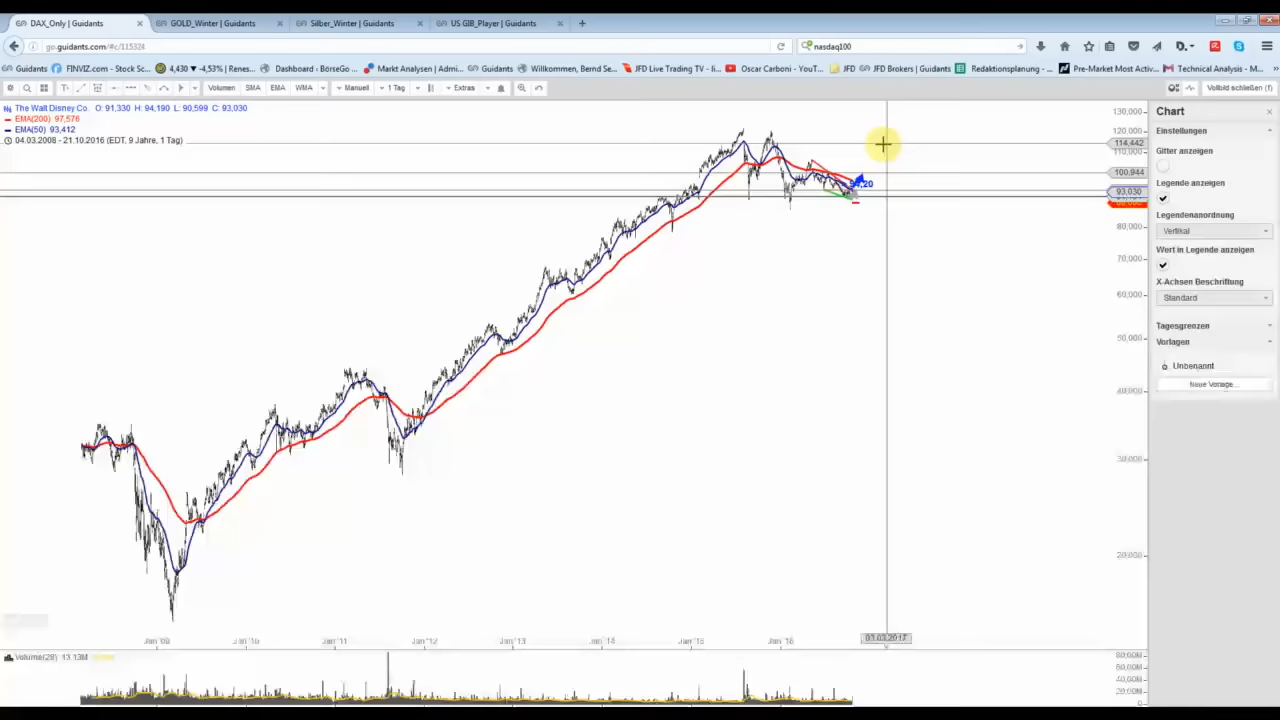 DAX_Only | Guidants
GOLD_Winter | Guidants
Silber_Winter | Guidants
US GIB_Player | Guidants
go.guidants.com/#c/115324
nasdaq100
Guidants
FINVIZ.com - Stock Sc...
4,430 ▼ -4,53% | Renes...
Dashboard ‹ BörseGo ...
Markt Analysen | Admi...
Guidants
Willkommen, Bernd Se...
JFD Live Trading TV - li...
Oscar Carboni - YouT...
JFD
JFD Brokers | Guidants
Redaktionsplanung - ...
Pre-Market Most Activ...
Technical Analysis - M...
Volumen
SMA
EMA
WMA
Manuell
1 Tag
Extras
Vollbild schließen (f)
The Walt Disney Co. O: 91,330 H: 94,190 L: 90,599 C: 93,030
EMA(200) 97,576
EMA(50) 93,412
04.03.2008 - 21.10.2016 (EDT, 9 Jahre, 1 Tag)
130,000
120,000
114,442
110,000
100,944
93,030
80,000
70,000
60,000
50,000
40,000
30,000
20,000
Jan '09
Jan '10
Jan '11
Jan '12
Jan '13
Jan '14
Jan '15
Jan '16
03.03.2017
Volume(28) 13.13M
80,00M
60,00M
40,00M
20,00M
0
Chart
Einstellungen
Gitter anzeigen
Legende anzeigen
Legendenanordnung
Vertikal
Wert in Legende anzeigen
X-Achsen Beschriftung
Standard
Tagesgrenzen
Vorlagen
Unbenannt
Neue Vorlage...